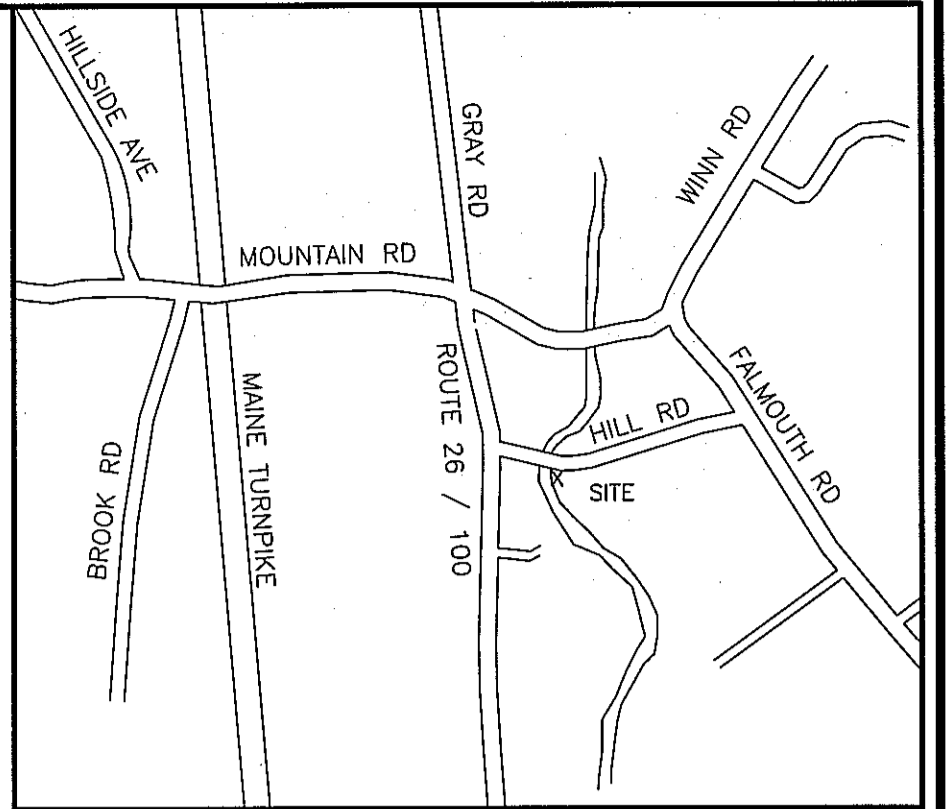 HILLSIDE AVE
GRAY RD
WINN RD
MOUNTAIN RD
MAINE TURNPIKE
ROUTE 26 / 100
FALMOUTH RD
HILL RD
BROOK RD
X
SITE